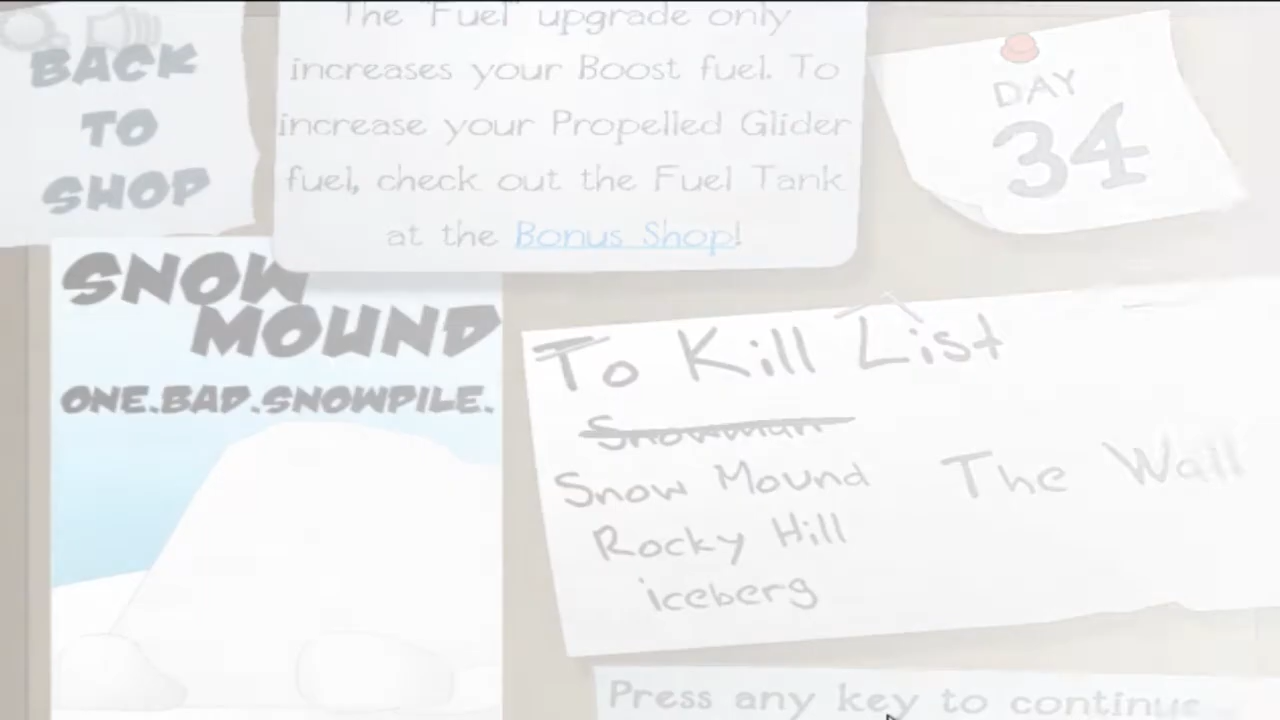 The "Fuel" upgrade only
increases your Boost fuel. To
increase your Propelled Glider
fuel, check out the Fuel Tank
at the Bonus Shop!
BACK
TO
SHOP
DAY
34
SNOW
MOUND
ONE.BAD.SNOWPILE.
To Kill List
Snowman
Snow Mound
Rocky Hill
iceberg
The Wall
Press any key to continue...